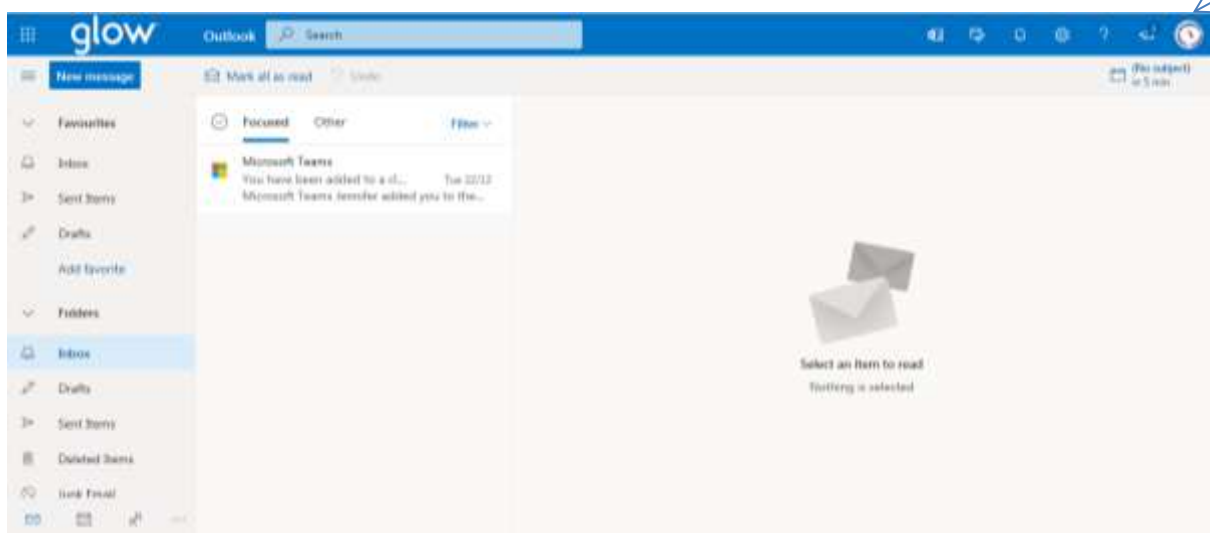 glow
Outlook
Search
New message
Mark all as read
Undo
(No subject)
in 5 min
Favourites
Focused
Other
Filter
Inbox
Microsoft Teams
You have been added to a cl...
Tue 22/12
Sent Items
Microsoft Teams Jennifer added you to the...
Drafts
Add favorite
Folders
Inbox
Select an item to read
Drafts
Nothing is selected
Sent Items
Deleted Items
Junk Email